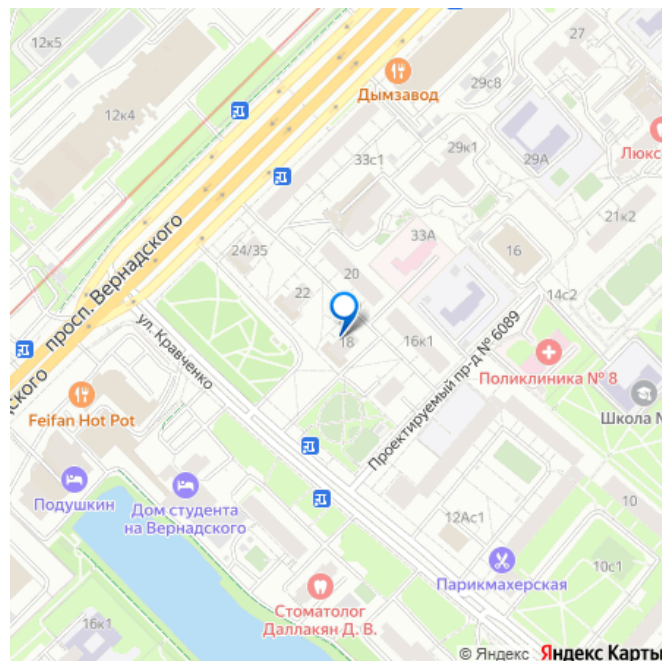 12к5
27
29с8
Дымзавод
12к4
29к1
29А
Люкс
33с1
21к2
просп. Вернадского
33А
24/35
16
20
14с2
22
18
16к1
ул. Кравченко
Проектируемый пр-д № 6089
Поликлиника № 8
ского
Feifan Hot Pot
Школа №
Подушкин
Дом студента
на Вернадского
10
12Ас1
10с1
Парикмахерская
Стоматолог
Даллакян Д. В.
16к1
© Яндекс Яндекс Карты